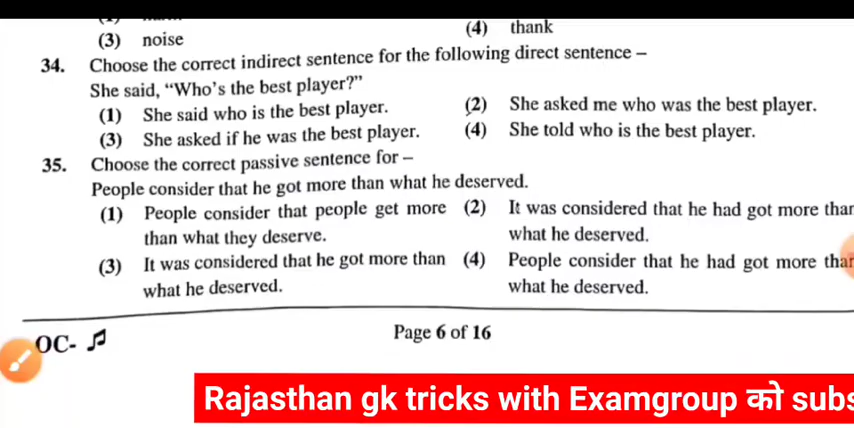 (3) noise
(4) thank
34. Choose the correct indirect sentence for the following direct sentence –
She said, “Who’s the best player?”
(1) She said who is the best player.
(2) She asked me who was the best player.
(3) She asked if he was the best player.
(4) She told who is the best player.
35. Choose the correct passive sentence for –
People consider that he got more than what he deserved.
(1) People consider that people get more
than what they deserve.
(2) It was considered that he had got more than
what he deserved.
(3) It was considered that he got more than
what he deserved.
(4) People consider that he had got more than
what he deserved.
OC- ♫
Page 6 of 16
Rajasthan gk tricks with Examgroup को subs